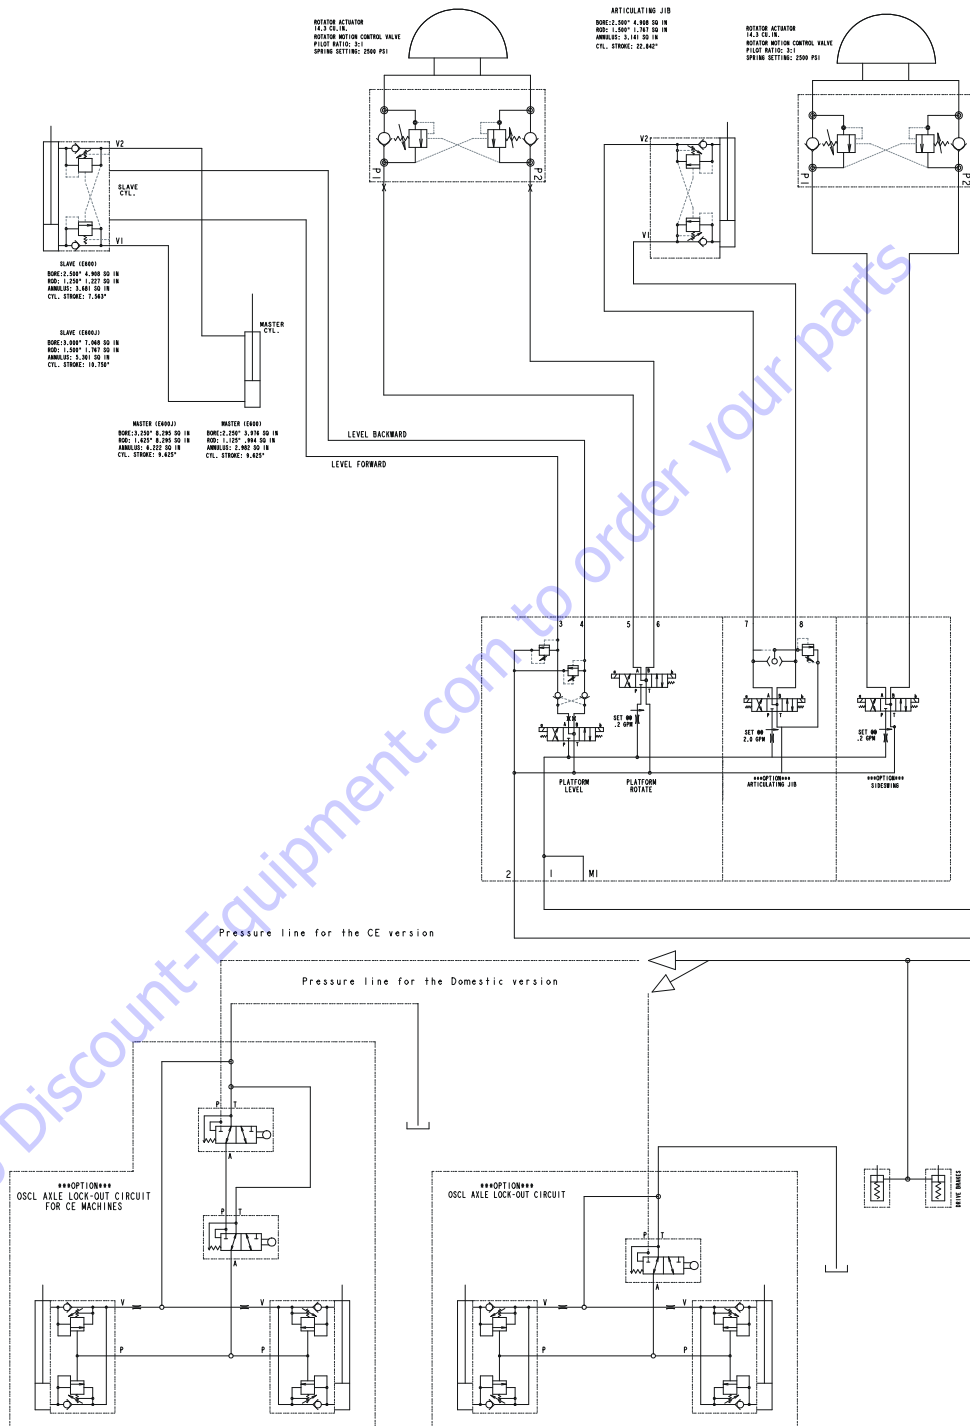 ROTATOR ACTUATOR
14.3 CU.IN.
ROTATOR MOTION CONTROL VALVE
PILOT RATIO: 3:1
SPRING SETTING: 2500 PSI
ARTICULATING JIB
BORE:2.500" 4.908 SQ IN
ROD: 1.500" 1.767 SQ IN
ANNULUS: 3.141 SQ IN
CYL. STROKE: 22.842"
ROTATOR ACTUATOR
14.3 CU.IN.
ROTATOR MOTION CONTROL VALVE
PILOT RATIO: 3:1
SPRING SETTING: 2500 PSI
P1
P2
P1
P2
V2
SLAVE
CYL.
V1
V2
V1
SLAVE (E600)
BORE:2.500" 4.908 SQ IN
ROD: 1.250" 1.227 SQ IN
ANNULUS: 3.681 SQ IN
CYL. STROKE: 7.563"
SLAVE (E600J)
BORE:3.000" 7.068 SQ IN
ROD: 1.500" 1.767 SQ IN
ANNULUS: 5.301 SQ IN
CYL. STROKE: 10.750"
MASTER
CYL.
MASTER (E600J)
BORE:3.250" 8.295 SQ IN
ROD: 1.625" 8.295 SQ IN
ANNULUS: 6.222 SQ IN
CYL. STROKE: 9.625"
MASTER (E600)
BORE:2.250" 3.976 SQ IN
ROD: 1.125" .994 SQ IN
ANNULUS: 2.982 SQ IN
CYL. STROKE: 9.625"
LEVEL BACKWARD
LEVEL FORWARD
3 4 5 6 7 8
a A B b
P T
a A B b
P T
a A B b
P T
a A B b
P T
SET @@
.2 GPM
SET @@
2.0 GPM
SET @@
.2 GPM
PLATFORM
LEVEL
PLATFORM
ROTATE
***OPTION***
ARTICULATING JIB
***OPTION***
SIDESWING
2 1 M1
Pressure line for the CE version
Pressure line for the Domestic version
P T
A
***OPTION***
OSCL AXLE LOCK-OUT CIRCUIT
FOR CE MACHINES
P T
A
V V
P P
***OPTION***
OSCL AXLE LOCK-OUT CIRCUIT
P T
A
V V
P P
DRIVE BRAKES
Discount-Equipment.com to order your parts